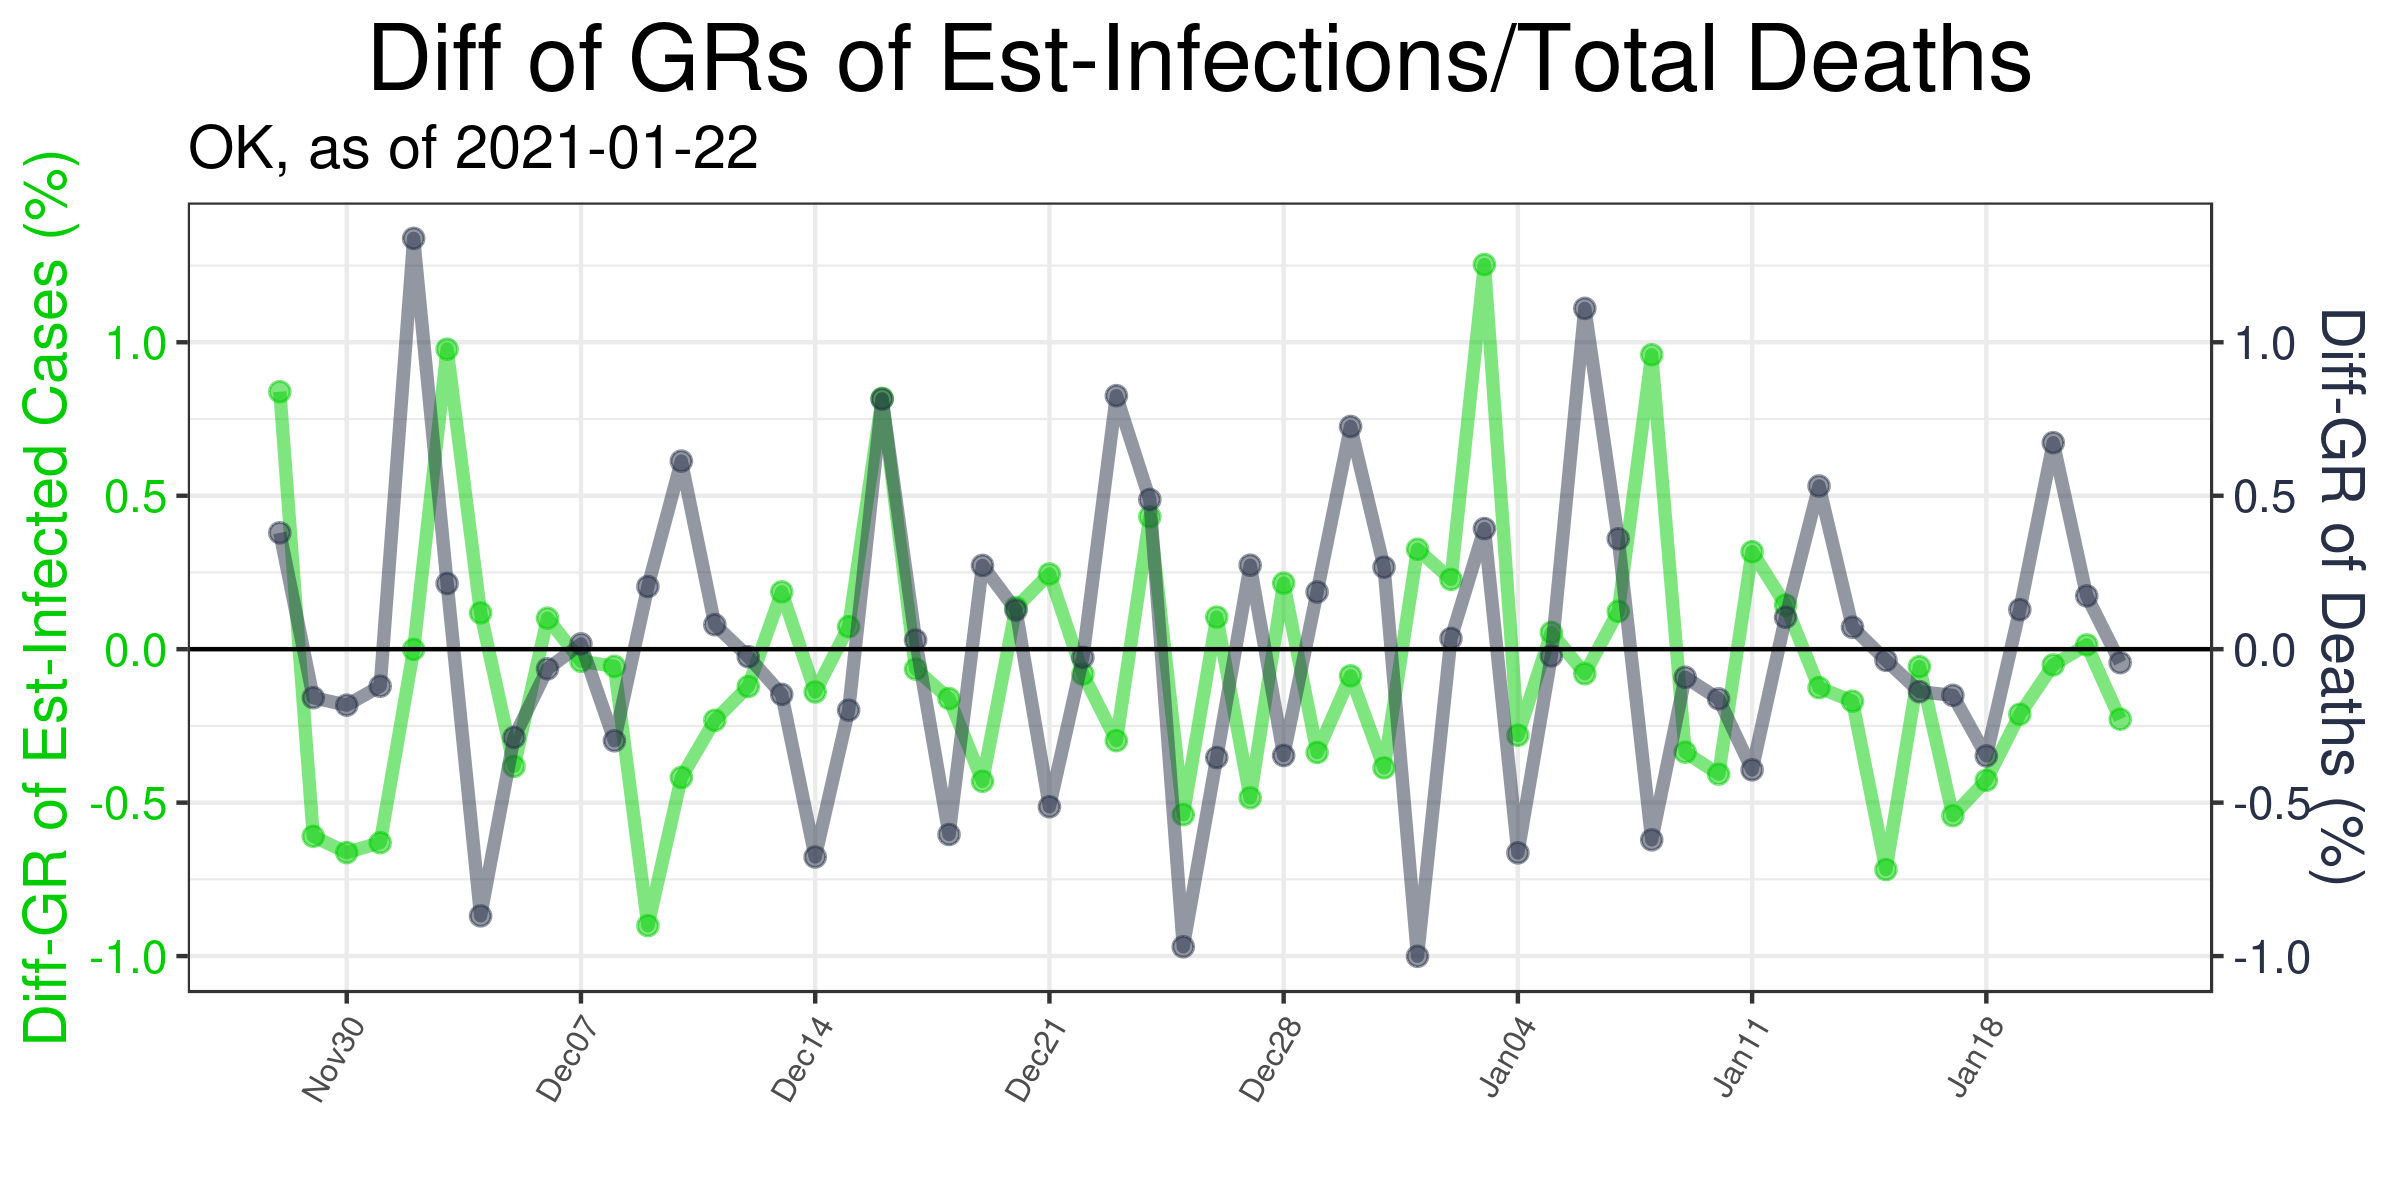 Diff of GRs of Est-Infections/Total Deaths
OK, as of 2021-01-22
Diff-GR of Est-Infected Cases (%)
1.0
0.5
0.0
-0.5
-1.0
1.0
0.5
0.0
-0.5
-1.0
Diff-GR of Deaths (%)
Nov30
Dec07
Dec14
Dec21
Dec28
Jan04
Jan11
Jan18